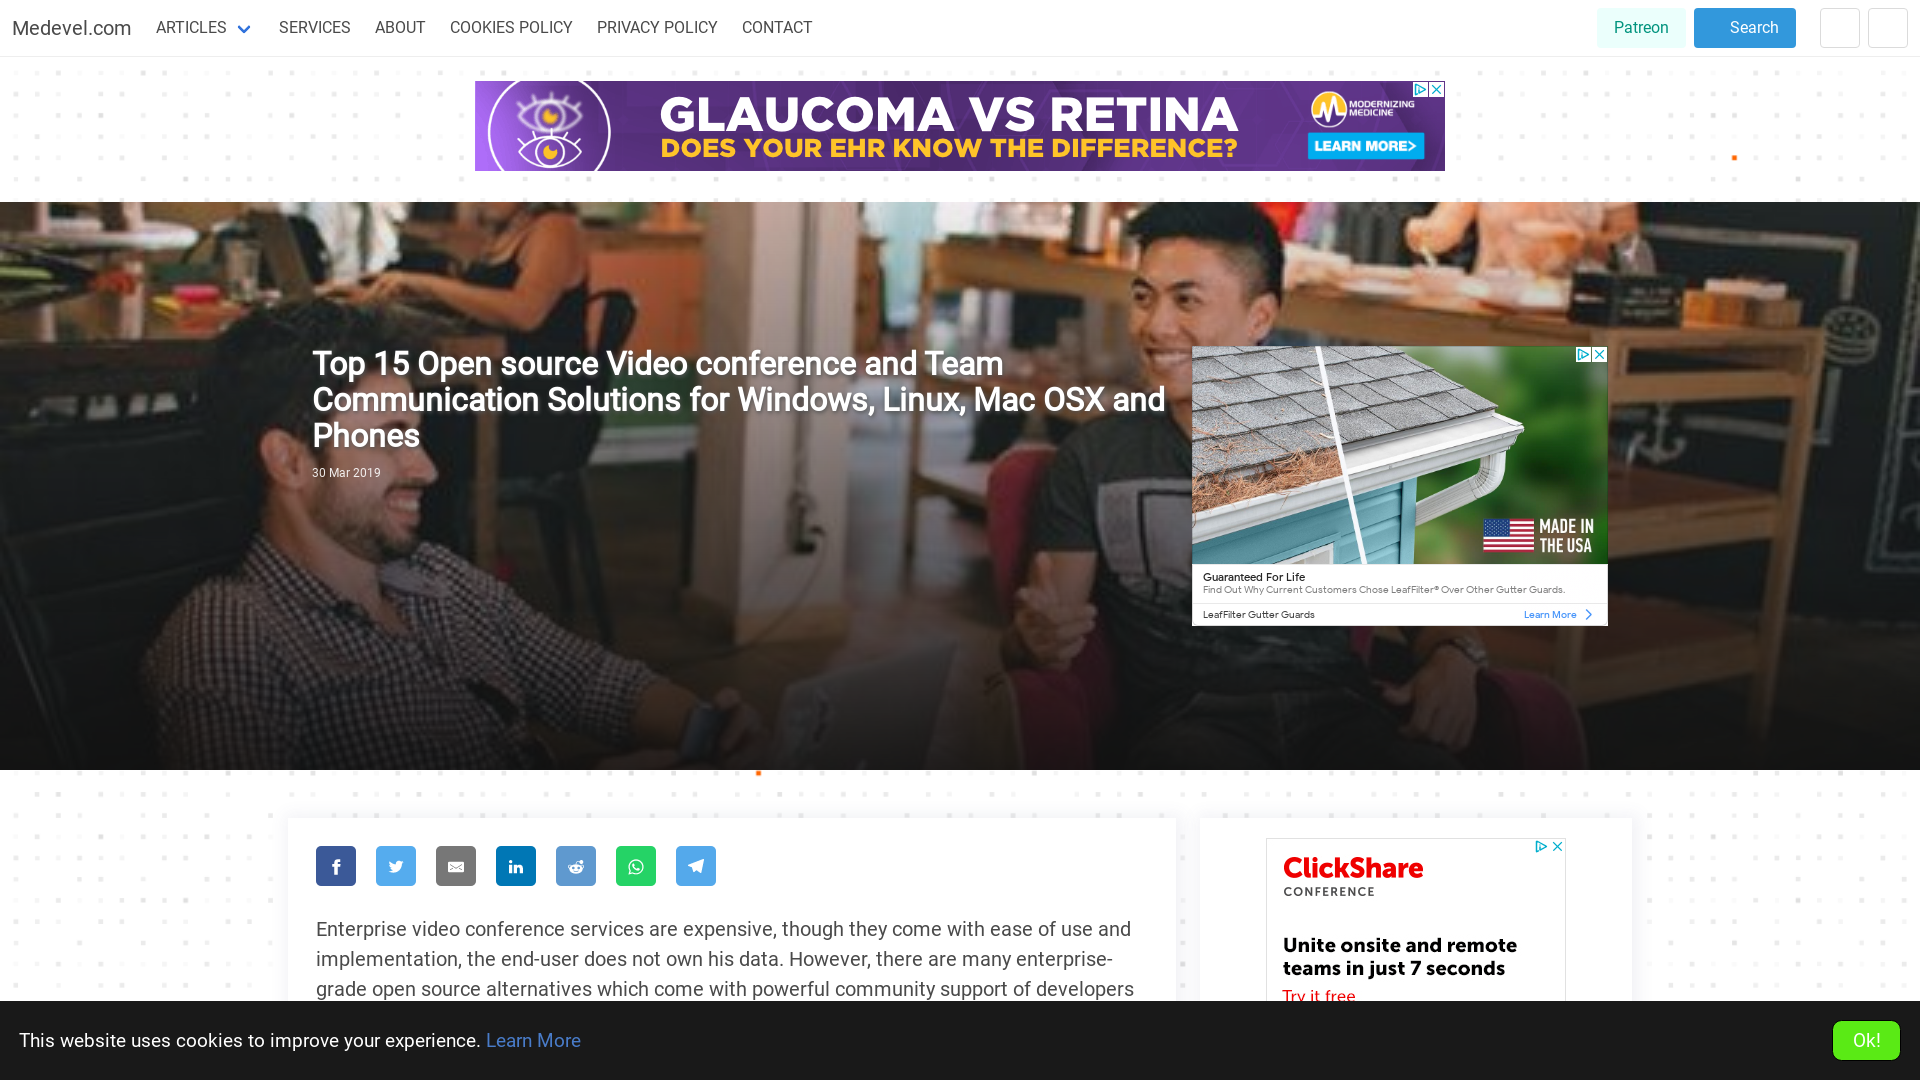 Medevel.com
ARTICLES
SERVICES
ABOUT
COOKIES POLICY
PRIVACY POLICY
CONTACT
Patreon
Search
GLAUCOMA VS RETINA
DOES YOUR EHR KNOW THE DIFFERENCE?
MODERNIZING
MEDICINE
LEARN MORE>
Top 15 Open source Video conference and Team
Communication Solutions for Windows, Linux, Mac OSX and
Phones
30 Mar 2019
MADE IN
THE USA
Guaranteed For Life
Find Out Why Current Customers Chose LeafFilter® Over Other Gutter Guards.
LeafFilter Gutter Guards
Learn More
Enterprise video conference services are expensive, though they come with ease of use and
implementation, the end-user does not own his data. However, there are many enterprise-
grade open source alternatives which come with powerful community support of developers
ClickShare
CONFERENCE
Unite onsite and remote
teams in just 7 seconds
Try it free
This website uses cookies to improve your experience. Learn More
Ok!